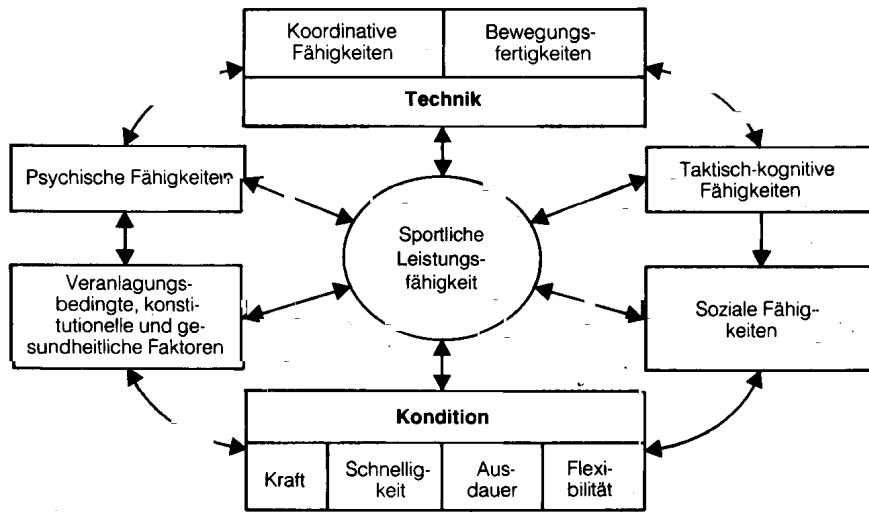 Koordinative
Fähigkeiten
Bewegungs-
fertigkeiten
Technik
Psychische Fähigkeiten
Taktisch-kognitive
Fähigkeiten
Sportliche
Leistungs-
fähigkeit
Veranlagungs-
bedingte, konsti-
tutionelle und ge-
sundheitliche Faktoren
Soziale Fähig-
keiten
Kondition
Kraft
Schnellig-
keit
Aus-
dauer
Flexi-
bilität